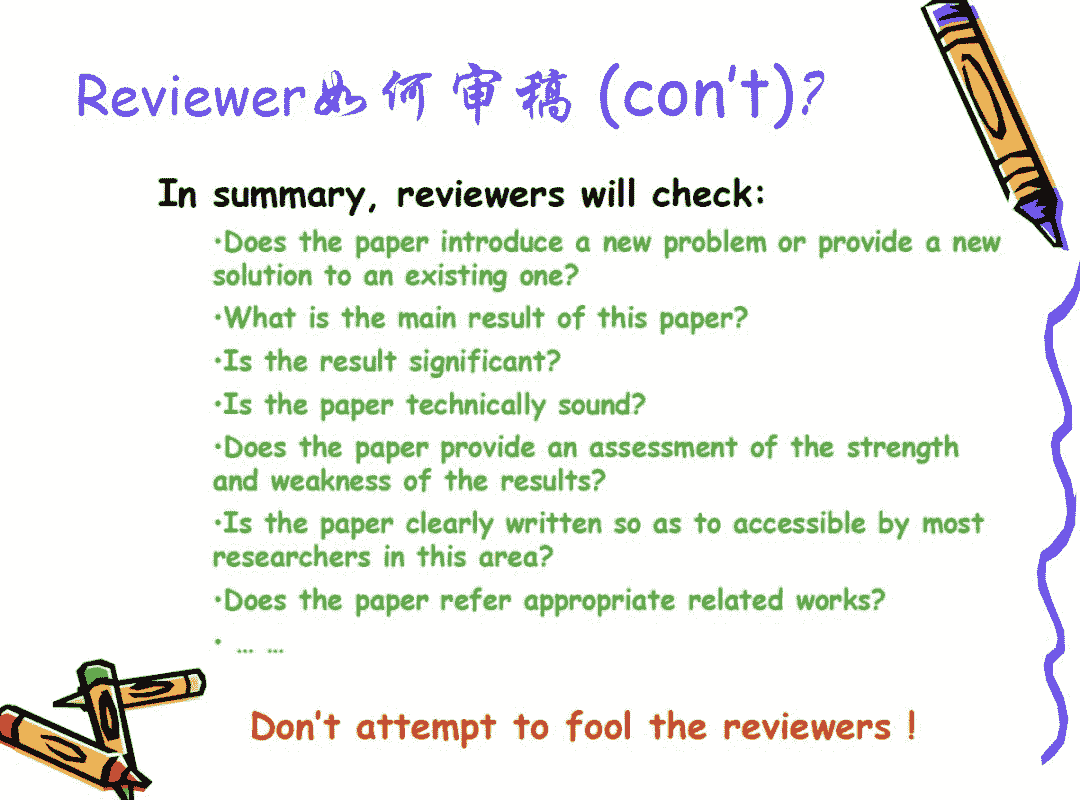 Reviewer如何审稿 (con't)?
In summary, reviewers will check:
•Does the paper introduce a new problem or provide a new
solution to an existing one?
•What is the main result of this paper?
•Is the result significant?
•Is the paper technically sound?
•Does the paper provide an assessment of the strength
and weakness of the results?
•Is the paper clearly written so as to accessible by most
researchers in this area?
•Does the paper refer appropriate related works?
• … …
Don't attempt to fool the reviewers !